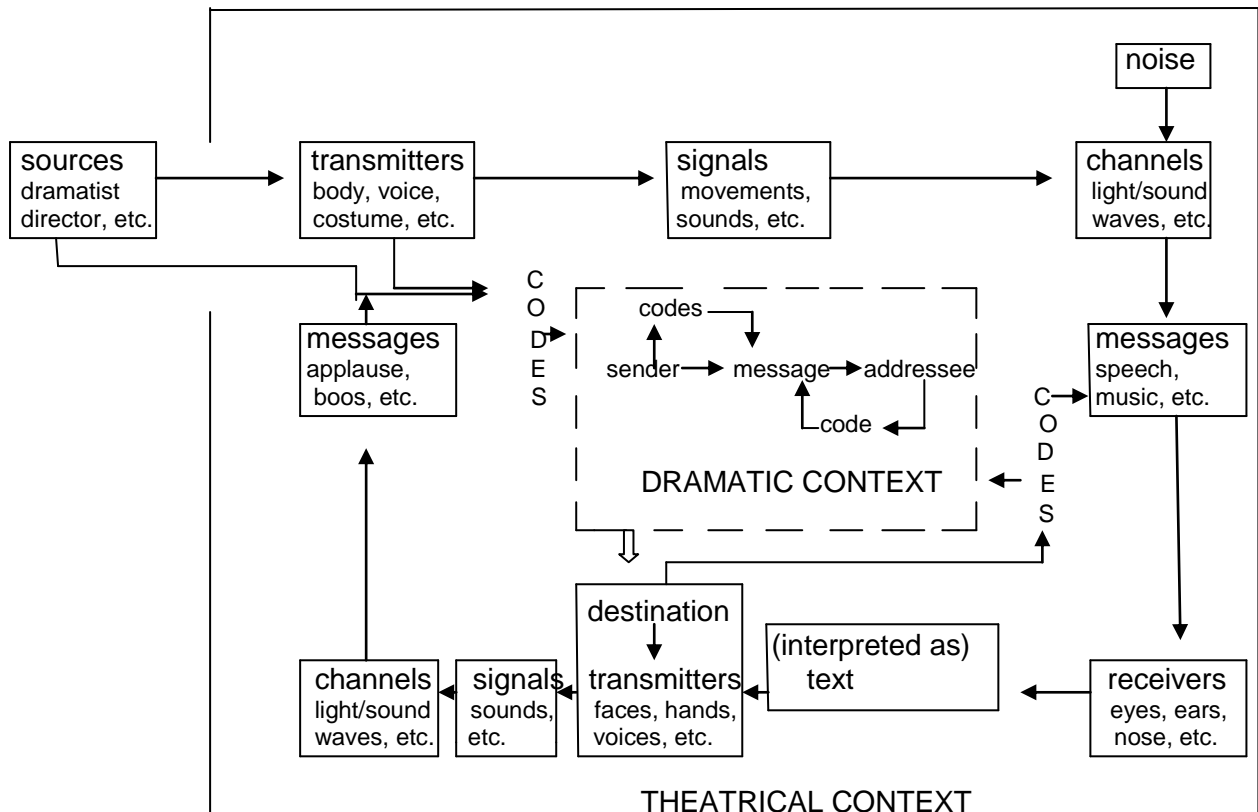 noise
sources
dramatist
director, etc.
transmitters
body, voice,
costume, etc.
signals
movements,
sounds, etc.
channels
light/sound
waves, etc.
messages
applause,
boos, etc.
C
O
D
E
S
codes
sender
message
addressee
code
DRAMATIC CONTEXT
C
O
D
E
S
messages
speech,
music, etc.
channels
light/sound
waves, etc.
signals
sounds,
etc.
destination
transmitters
faces, hands,
voices, etc.
(interpreted as)
text
receivers
eyes, ears,
nose, etc.
THEATRICAL CONTEXT